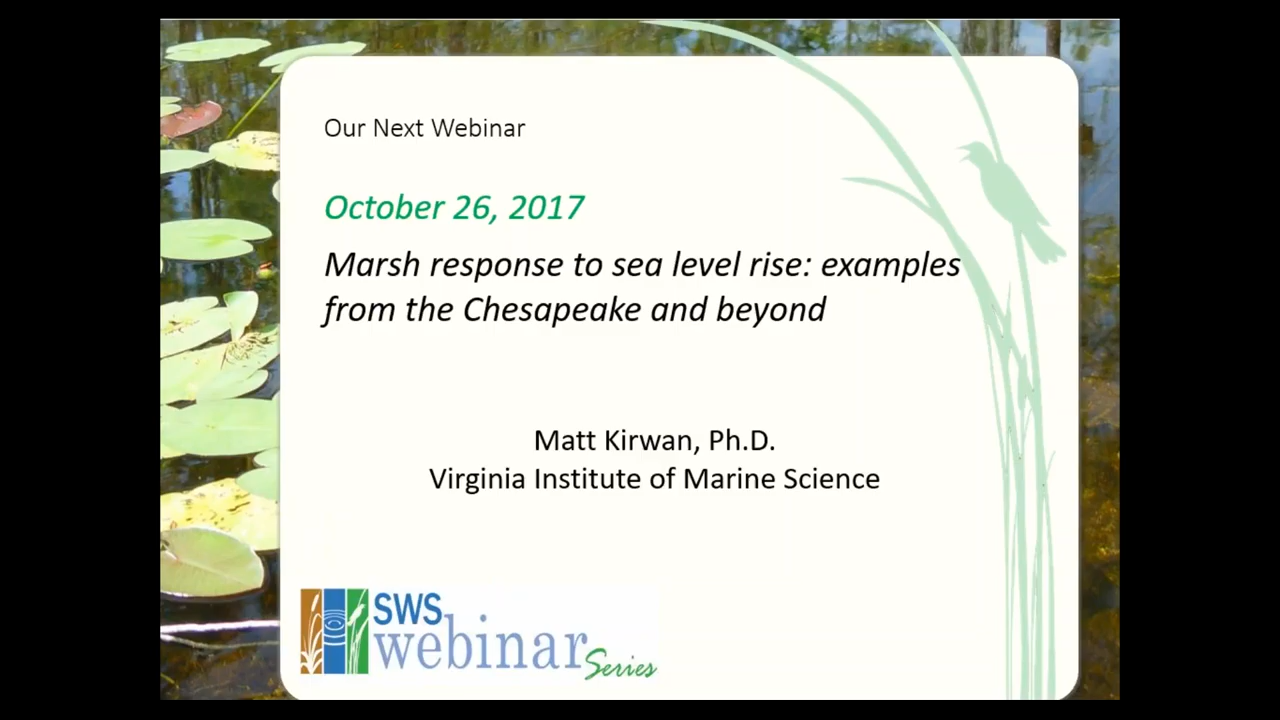 Our Next Webinar
October 26, 2017
Marsh response to sea level rise: examples
from the Chesapeake and beyond
Matt Kirwan, Ph.D.
Virginia Institute of Marine Science
SWS
webinar Series